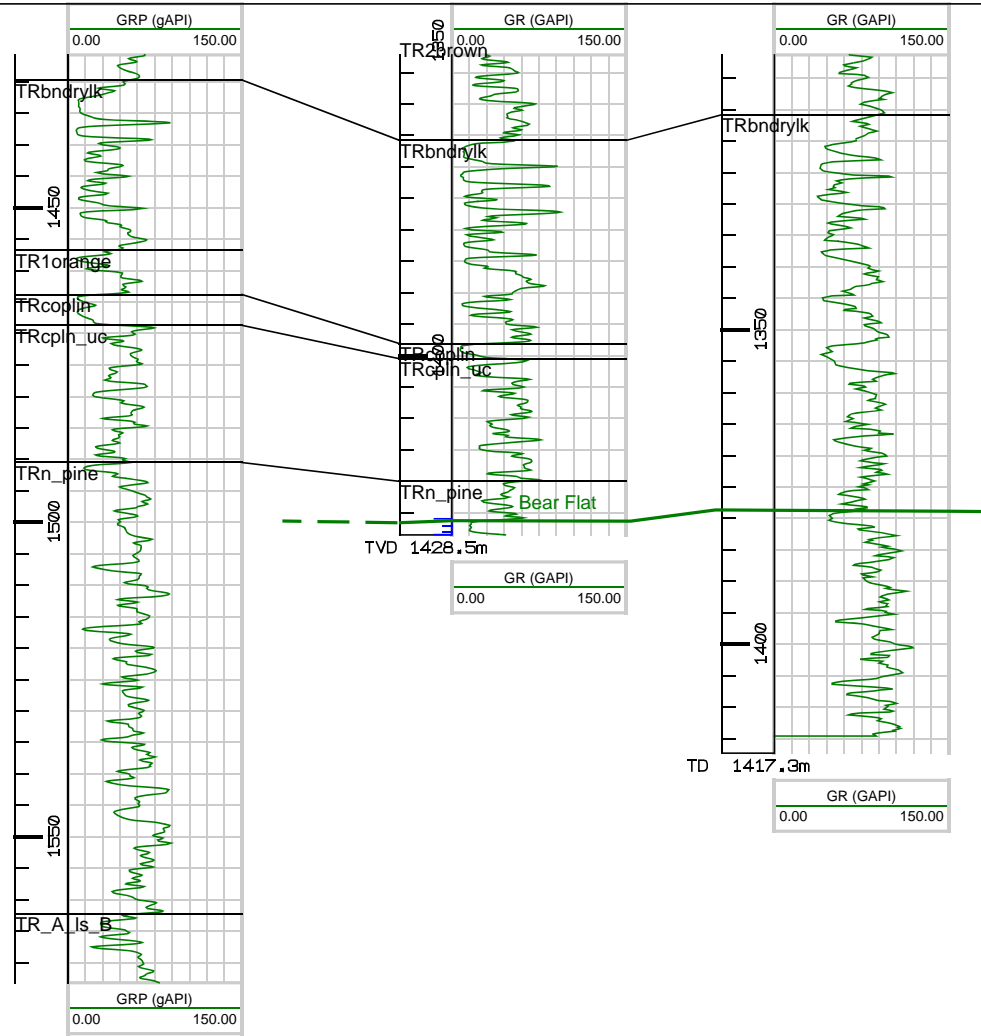 GRP (gAPI)
0.00 150.00
TRbndrylk
1450
TR1orange
TRcoplin
TRcpln_uc
TRn_pine
1500
1550
TR_A_ls_B
GRP (gAPI)
0.00 150.00
GR (GAPI)
0.00 150.00
1350
TR2brown
TRbndrylk
1400
TRcoplin
TRcpln_uc
TRn_pine
Bear Flat
TVD 1428.5m
GR (GAPI)
0.00 150.00
GR (GAPI)
0.00 150.00
TRbndrylk
1350
1400
TD 1417.3m
GR (GAPI)
0.00 150.00